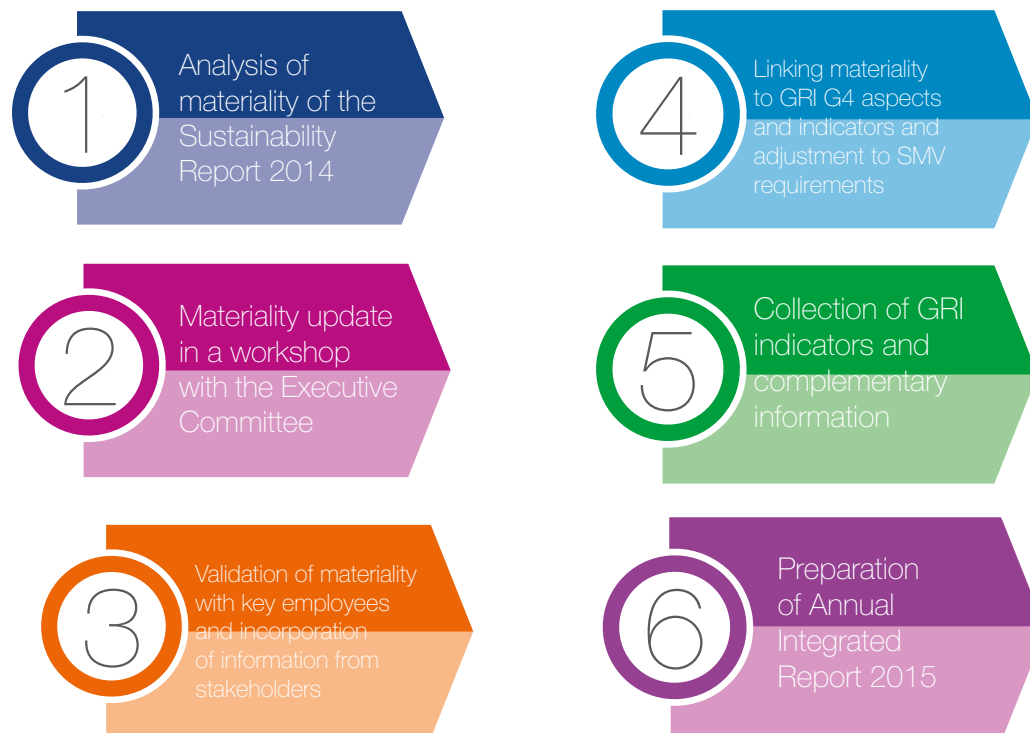 1
Analysis of
materiality of the
Sustainability
Report 2014
2
Materiality update
in a workshop
with the Executive
Committee
3
Validation of materiality
with key employees
and incorporation
of information from
stakeholders
4
Linking materiality
to GRI G4 aspects
and indicators and
adjustment to SMV
requirements
5
Collection of GRI
indicators and
complementary
information
6
Preparation
of Annual
Integrated
Report 2015